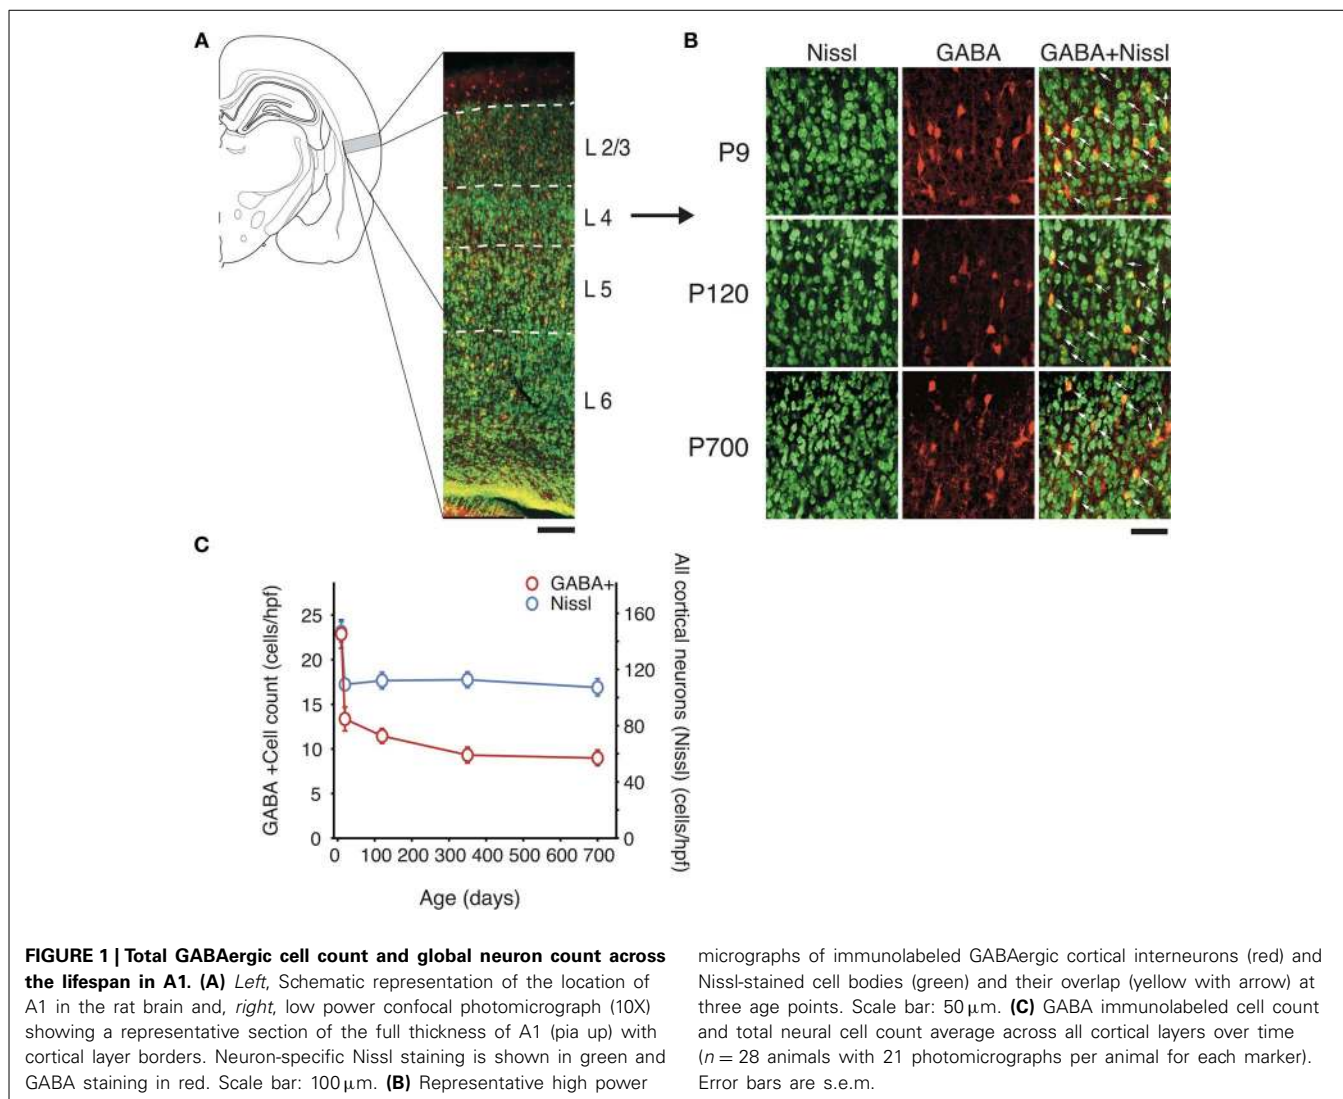 A
L 2/3
L 4
L 5
L 6
B
Nissl
GABA
GABA+Nissl
P9
P120
P700
C
GABA+
Nissl
GABA +Cell count (cells/hpf)
25
20
15
10
5
0
All cortical neurons (Nissl) (cells/hpf)
160
120
80
40
0
0 100 200 300 400 500 600 700
Age (days)
FIGURE 1 | Total GABAergic cell count and global neuron count across
the lifespan in A1. (A) Left, Schematic representation of the location of
A1 in the rat brain and, right, low power confocal photomicrograph (10X)
showing a representative section of the full thickness of A1 (pia up) with
cortical layer borders. Neuron-specific Nissl staining is shown in green and
GABA staining in red. Scale bar: 100 μm. (B) Representative high power
micrographs of immunolabeled GABAergic cortical interneurons (red) and
Nissl-stained cell bodies (green) and their overlap (yellow with arrow) at
three age points. Scale bar: 50 μm. (C) GABA immunolabeled cell count
and total neural cell count average across all cortical layers over time
(n = 28 animals with 21 photomicrographs per animal for each marker).
Error bars are s.e.m.